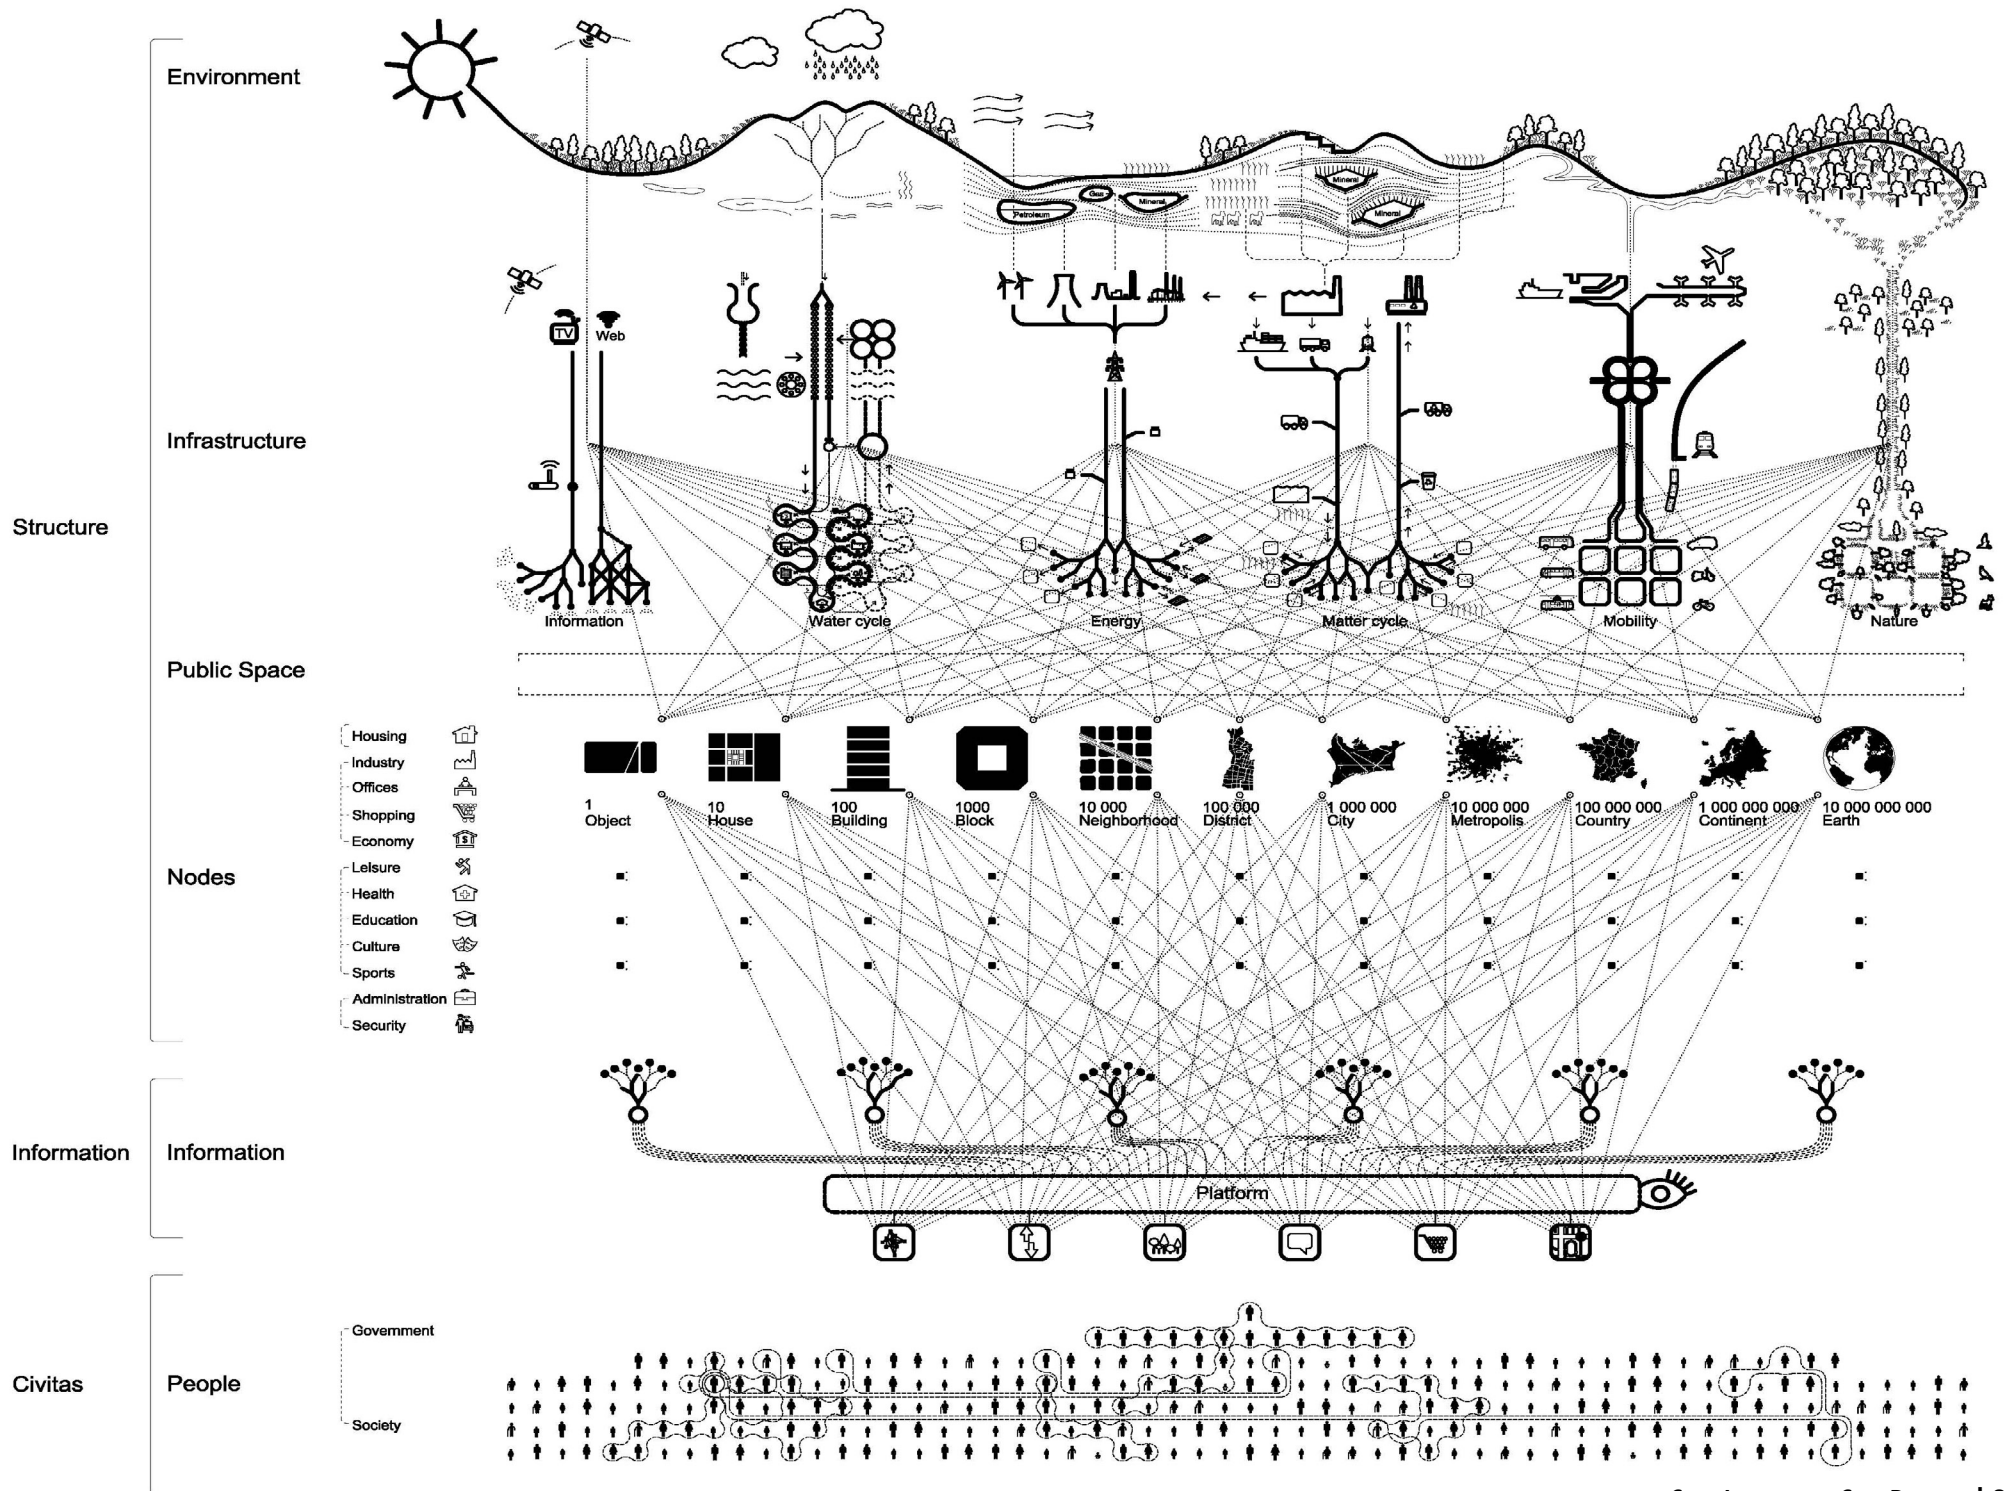 Environment
Petroleum
Gas
Mineral
Mineral
Mineral
TV
Web
Infrastructure
Structure
Information
Water cycle
Energy
Matter cycle
Mobility
Nature
Public Space
Housing
Industry
Offices
Shopping
Economy
Leisure
Health
Education
Culture
Sports
Administration
Security
Nodes
1
Object
10
House
100
Building
1000
Block
10 000
Neighborhood
100 000
District
1 000 000
City
10 000 000
Metropolis
100 000 000
Country
1 000 000 000
Continent
10 000 000 000
Earth
Information
Information
Platform
Civitas
People
Government
Society